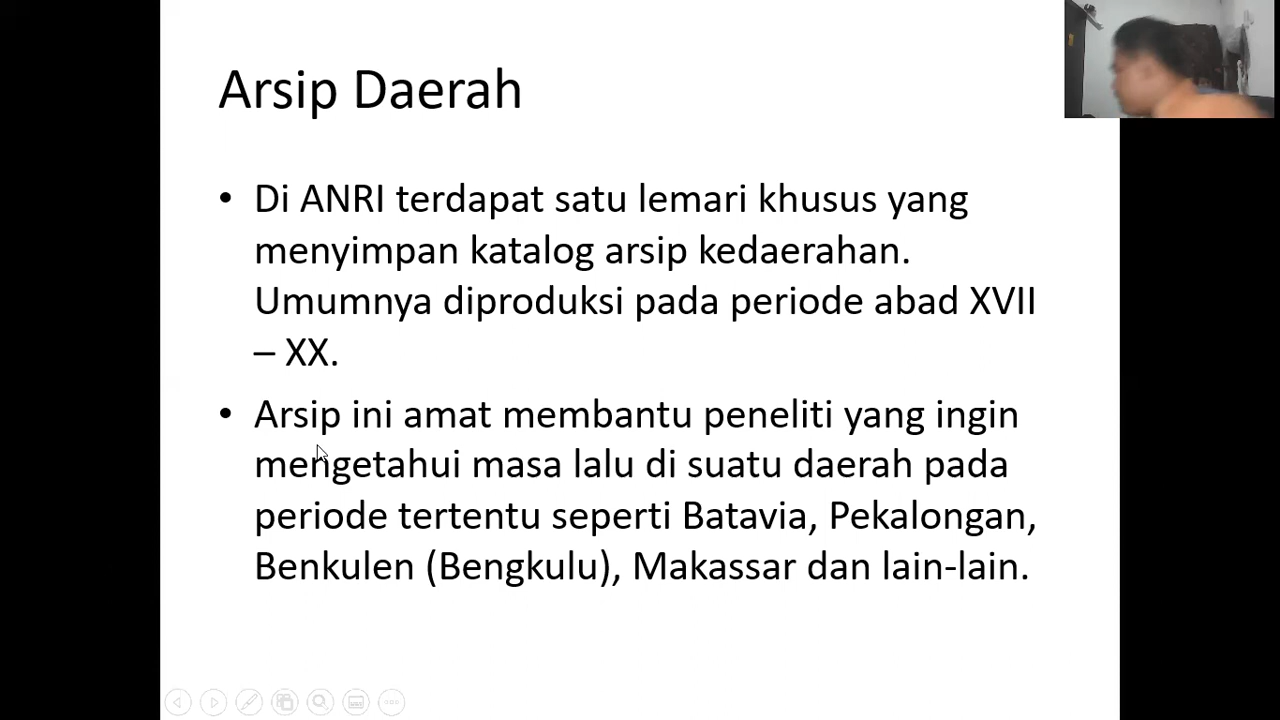 Arsip Daerah
• Di ANRI terdapat satu lemari khusus yang
menyimpan katalog arsip kedaerahan.
Umumnya diproduksi pada periode abad XVII
– XX.
• Arsip ini amat membantu peneliti yang ingin
mengetahui masa lalu di suatu daerah pada
periode tertentu seperti Batavia, Pekalongan,
Benkulen (Bengkulu), Makassar dan lain-lain.